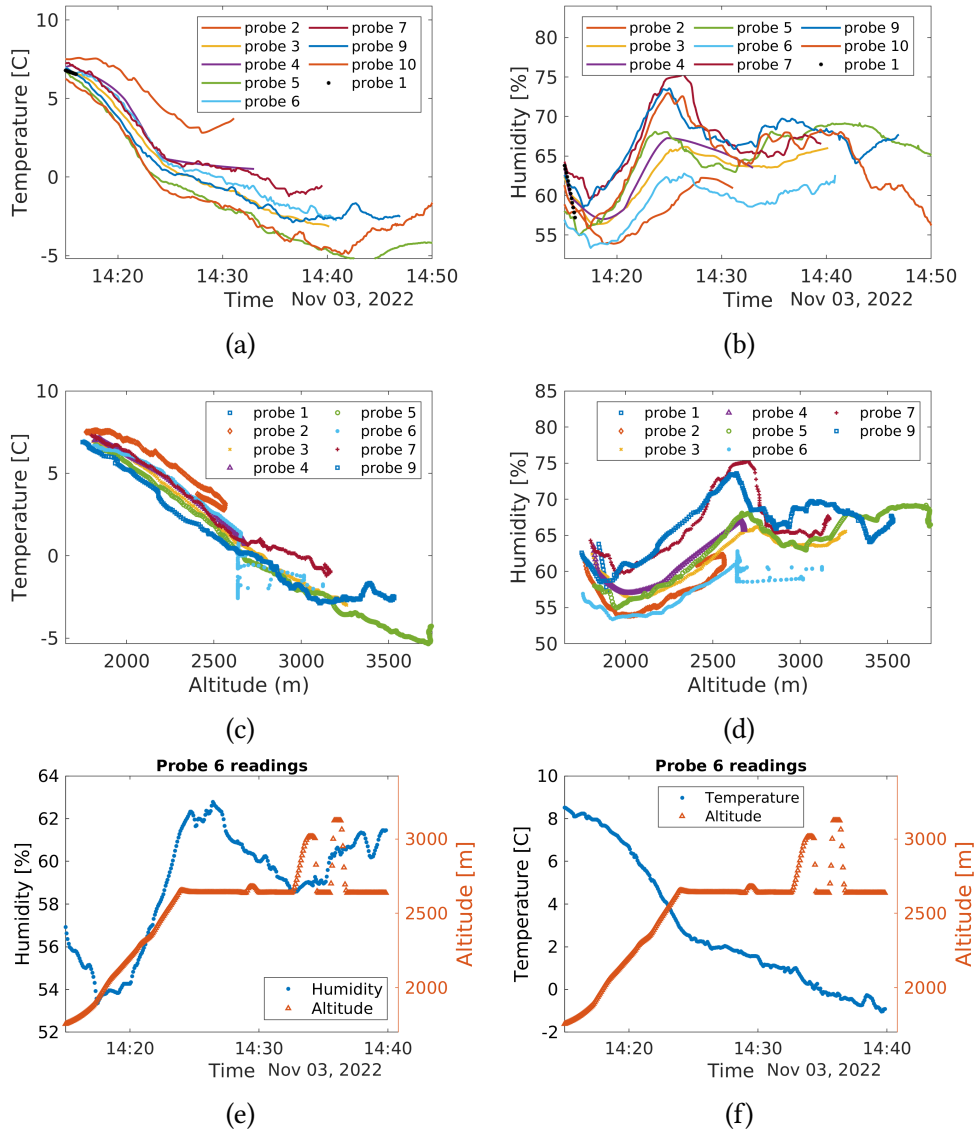 10
5
0
-5
Temperature [C]
probe 2
probe 3
probe 4
probe 5
probe 6
probe 7
probe 9
probe 10
probe 1
14:20
14:30
14:40
14:50
Time
Nov 03, 2022
(a)
80
75
70
65
60
55
Humidity [%]
probe 2
probe 3
probe 4
probe 5
probe 6
probe 7
probe 9
probe 10
probe 1
14:20
14:30
14:40
14:50
Time
Nov 03, 2022
(b)
10
5
0
-5
Temperature [C]
probe 1
probe 2
probe 3
probe 4
probe 5
probe 6
probe 7
probe 9
2000
2500
3000
3500
Altitude (m)
(c)
85
80
75
70
65
60
55
50
Humidity [%]
probe 1
probe 2
probe 3
probe 4
probe 5
probe 6
probe 7
probe 9
2000
2500
3000
3500
Altitude (m)
(d)
Probe 6 readings
64
62
60
58
56
54
52
Humidity [%]
Humidity
Altitude
3000
2500
2000
Altitude [m]
14:20
14:30
14:40
Time
Nov 03, 2022
(e)
Probe 6 readings
10
8
6
4
2
0
-2
Temperature [C]
Temperature
Altitude
3000
2500
2000
Altitude [m]
14:20
14:30
14:40
Time
Nov 03, 2022
(f)